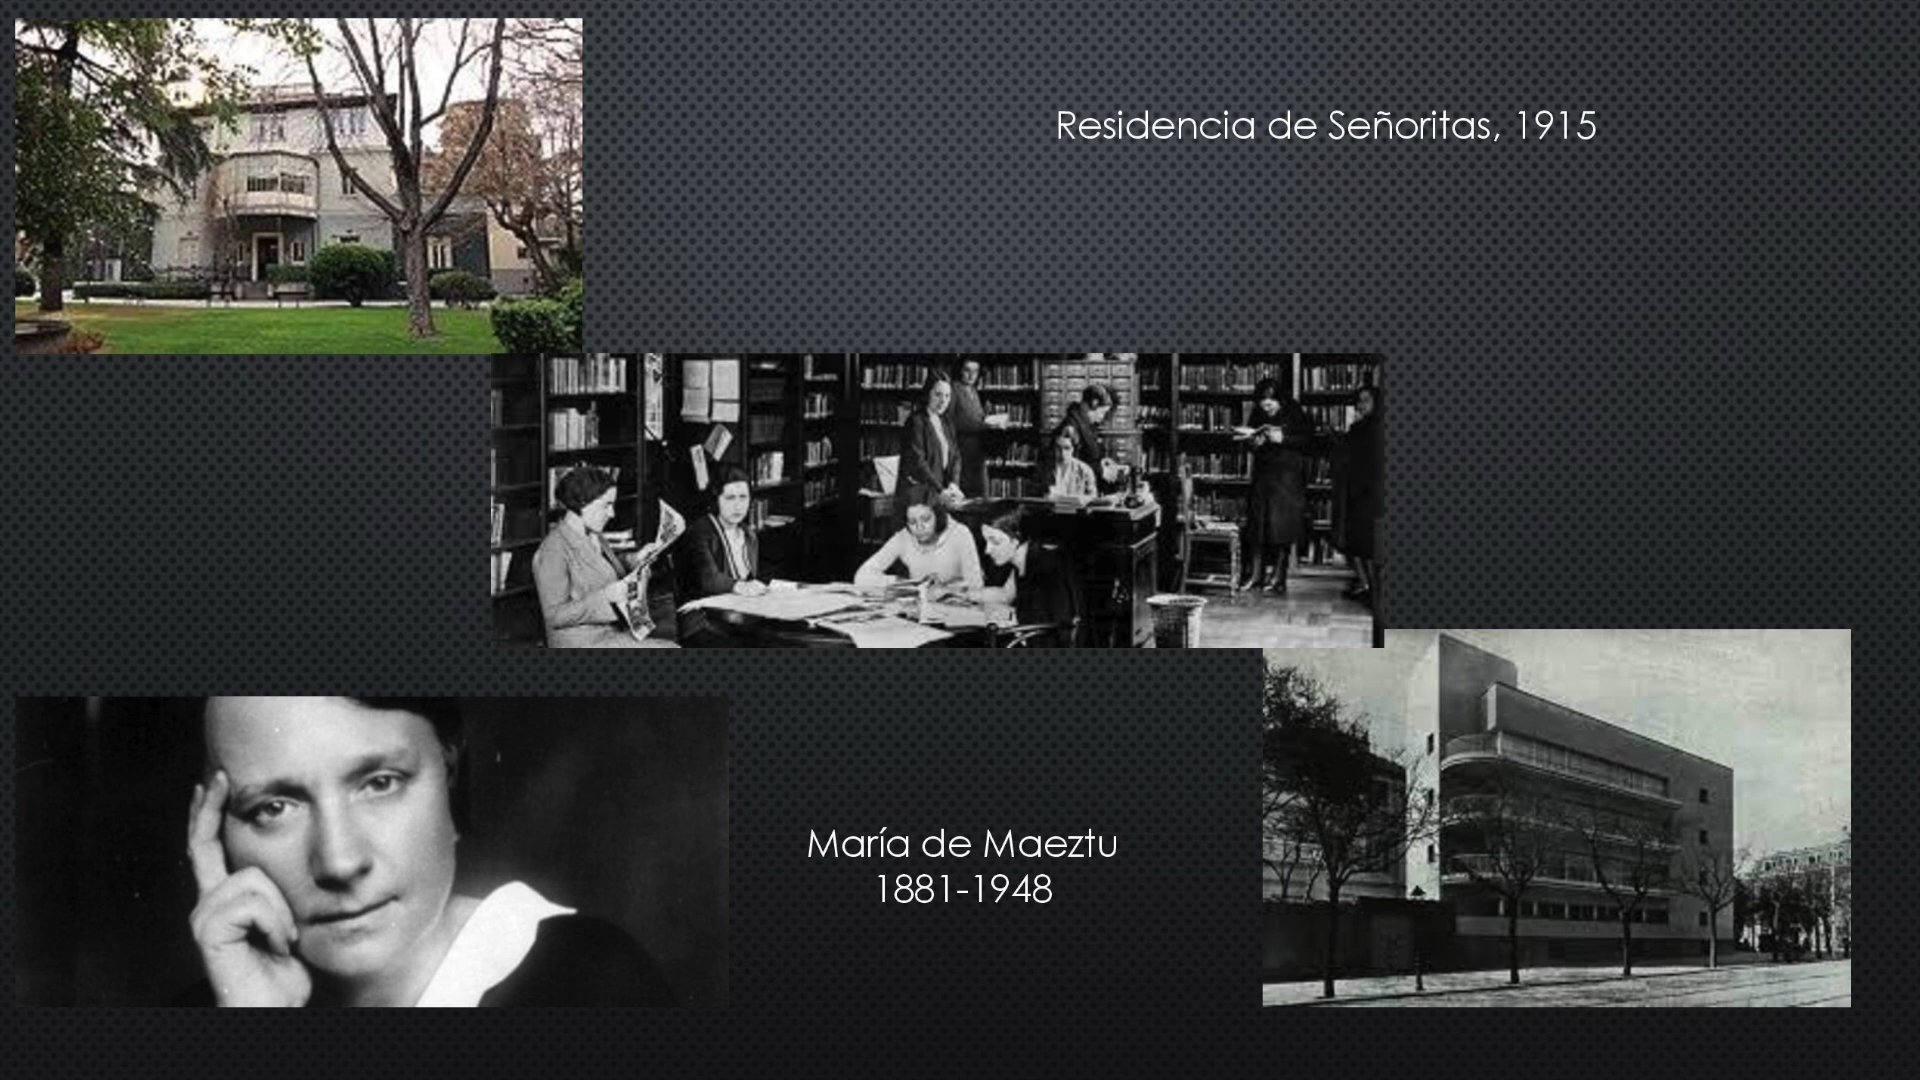 Residencia de Señoritas, 1915
María de Maeztu
1881-1948